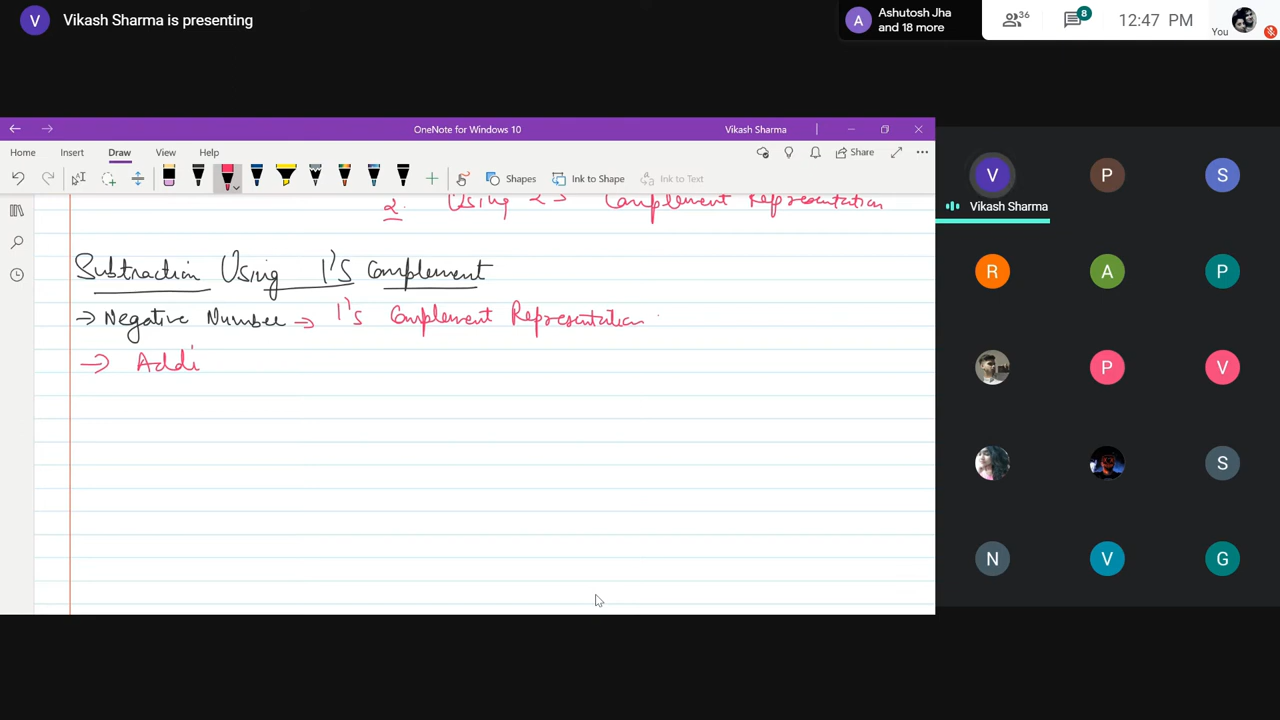 V Vikash Sharma is presenting
A Ashutosh Jha and 18 more
36
8
12:47 PM
You
OneNote for Windows 10
Vikash Sharma
Home Insert Draw View Help
Share
Shapes
Ink to Shape
Ink to Text
2. Using 2's Complement Representation
Subtraction Using 1's Complement
→ Negative Number → 1's Complement Representation
→ Addi
V P S
Vikash Sharma
R A P
P V
S
N V G